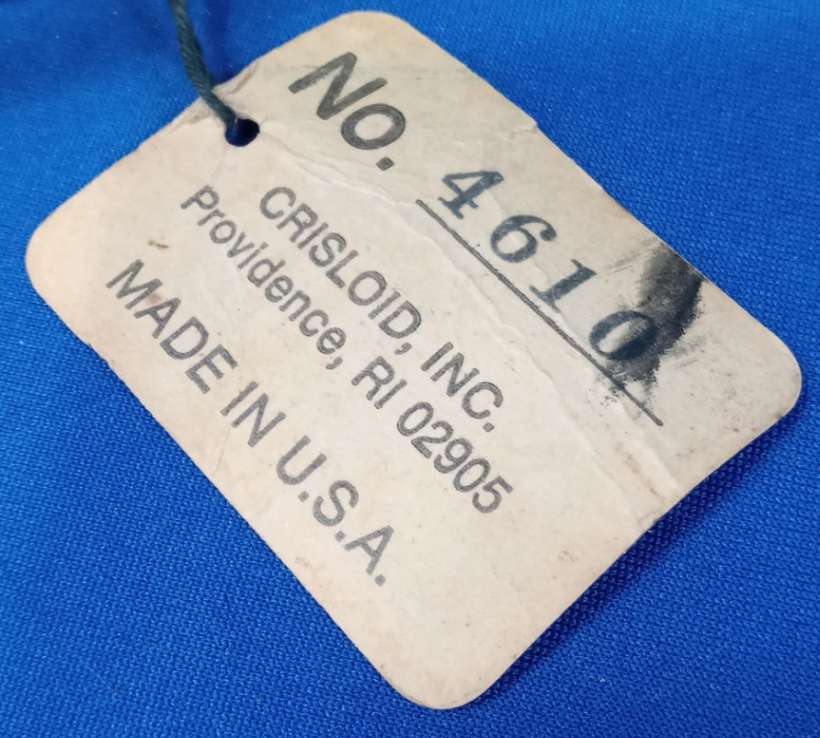 No. 4610
CRISLOID, INC.
Providence, RI 02905
MADE IN U.S.A.